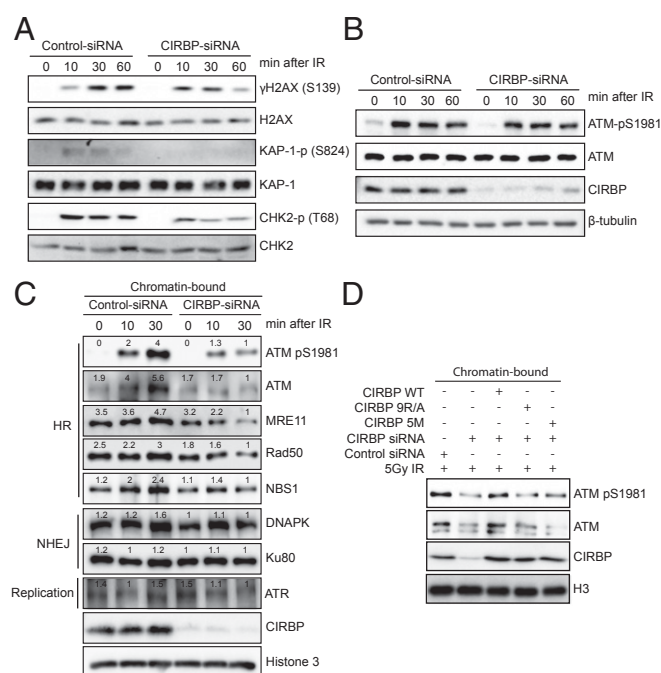 A
Control-siRNA CIRBP-siRNA
0 10 30 60 0 10 30 60 min after IR
γH2AX (S139)
H2AX
KAP-1-p (S824)
KAP-1
CHK2-p (T68)
CHK2
B
Control-siRNA CIRBP-siRNA
0 10 30 60 0 10 30 60 min after IR
ATM-pS1981
ATM
CIRBP
β-tubulin
C
Chromatin-bound
Control-siRNA CIRBP-siRNA
0 10 30 0 10 30 min after IR
HR
0 2 4 0 1.3 1 ATM pS1981
1.9 4 5.6 1.7 1.7 1 ATM
3.5 3.6 4.7 3.2 2.2 1 MRE11
2.5 2.2 3 1.8 1.6 1 Rad50
1.2 2 2.4 1.1 1.4 1 NBS1
NHEJ
1.2 1.2 1.6 1 1.1 1 DNAPK
1.2 1 1.2 1 1.1 1 Ku80
Replication
1.4 1 1.5 1.5 1.1 1 ATR
CIRBP
Histone 3
D
Chromatin-bound
CIRBP WT - - + - -
CIRBP 9R/A - - - + -
CIRBP 5M - - - - +
CIRBP siRNA - + + + +
Control siRNA + - - - -
5Gy IR + + + + +
ATM pS1981
ATM
CIRBP
H3